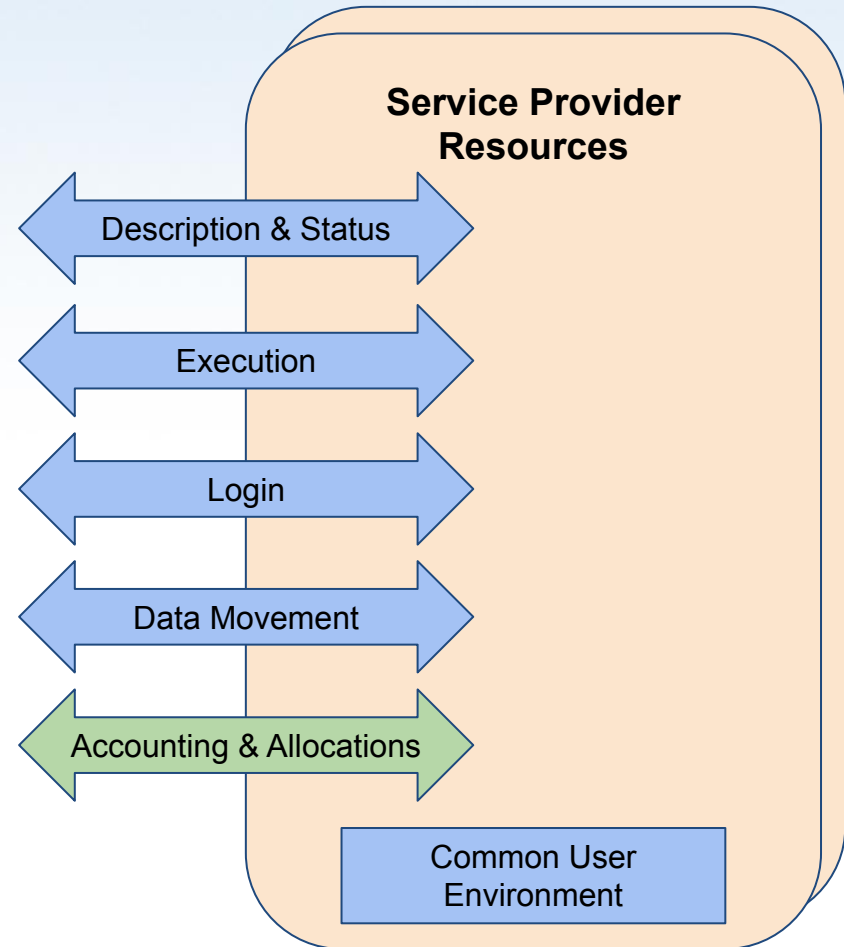 Service Provider
Resources
Description & Status
Execution
Login
Data Movement
Accounting & Allocations
Common User
Environment